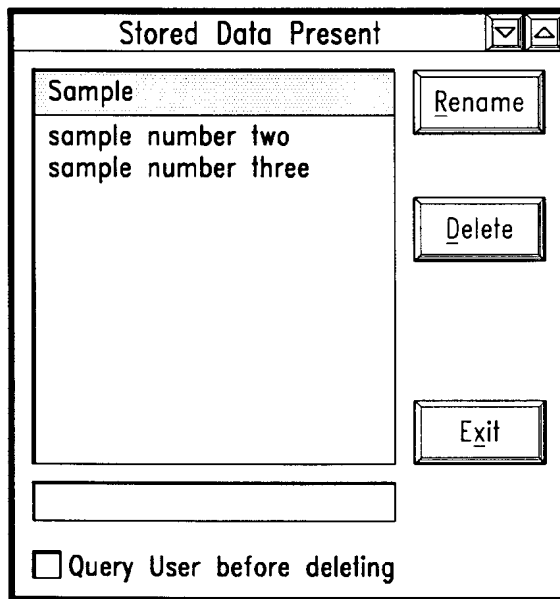 Stored Data Present
Sample
sample number two
sample number three
Rename
Delete
Exit
Query User before deleting